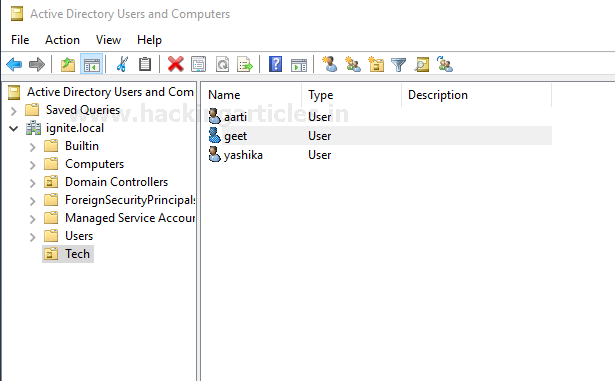 Active Directory Users and Computers
File Action View Help
Active Directory Users and Com
Saved Queries
ignite.local
Builtin
Computers
Domain Controllers
ForeignSecurityPrincipals
Managed Service Accoun
Users
Tech
Name Type Description
aarti User
geet User
yashika User
www.hackingarticles.in